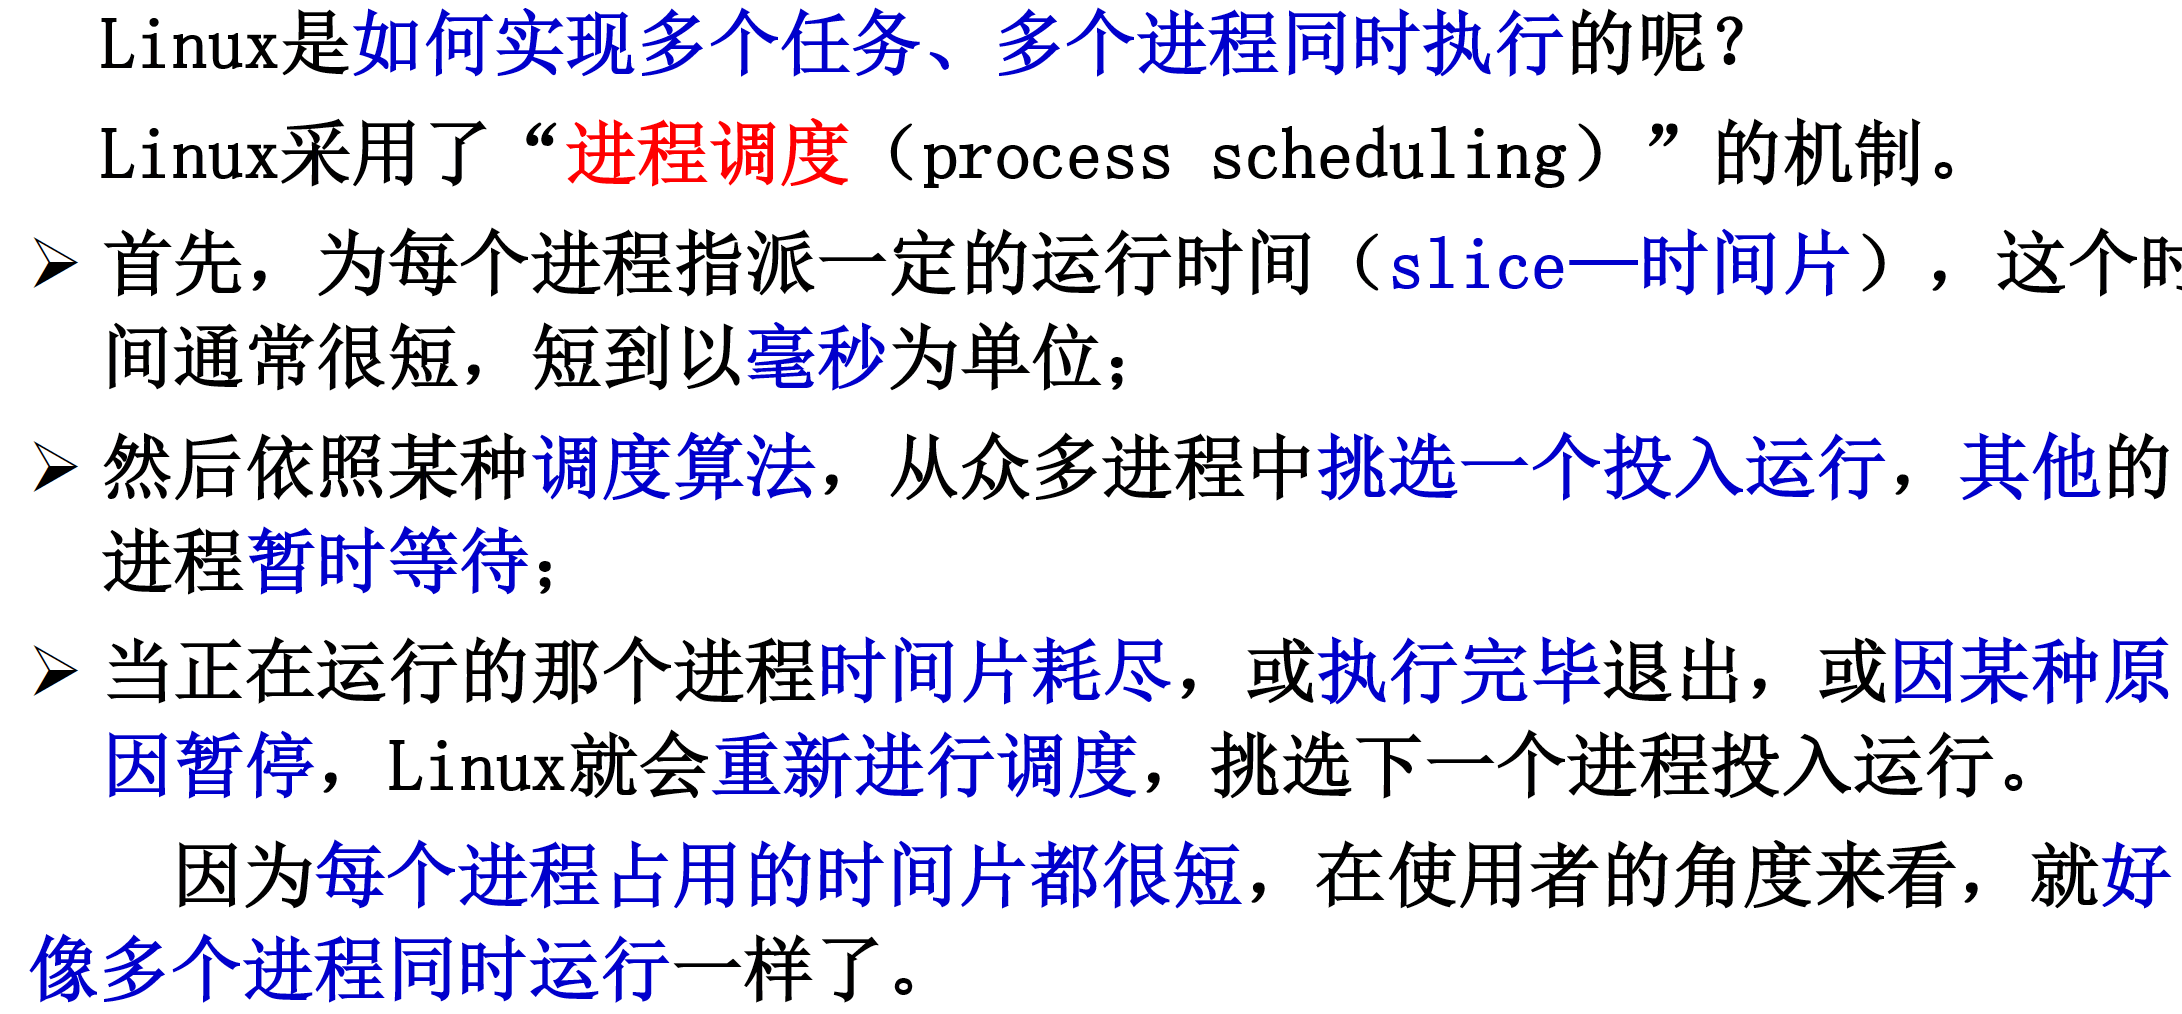 Linux是如何实现多个任务、多个进程同时执行的呢？
Linux采用了“进程调度（process scheduling）”的机制。
➢ 首先，为每个进程指派一定的运行时间（slice—时间片），这个时
间通常很短，短到以毫秒为单位；
➢ 然后依照某种调度算法，从众多进程中挑选一个投入运行，其他的
进程暂时等待；
➢ 当正在运行的那个进程时间片耗尽，或执行完毕退出，或因某种原
因暂停，Linux就会重新进行调度，挑选下一个进程投入运行。
因为每个进程占用的时间片都很短，在使用者的角度来看，就好
像多个进程同时运行一样了。